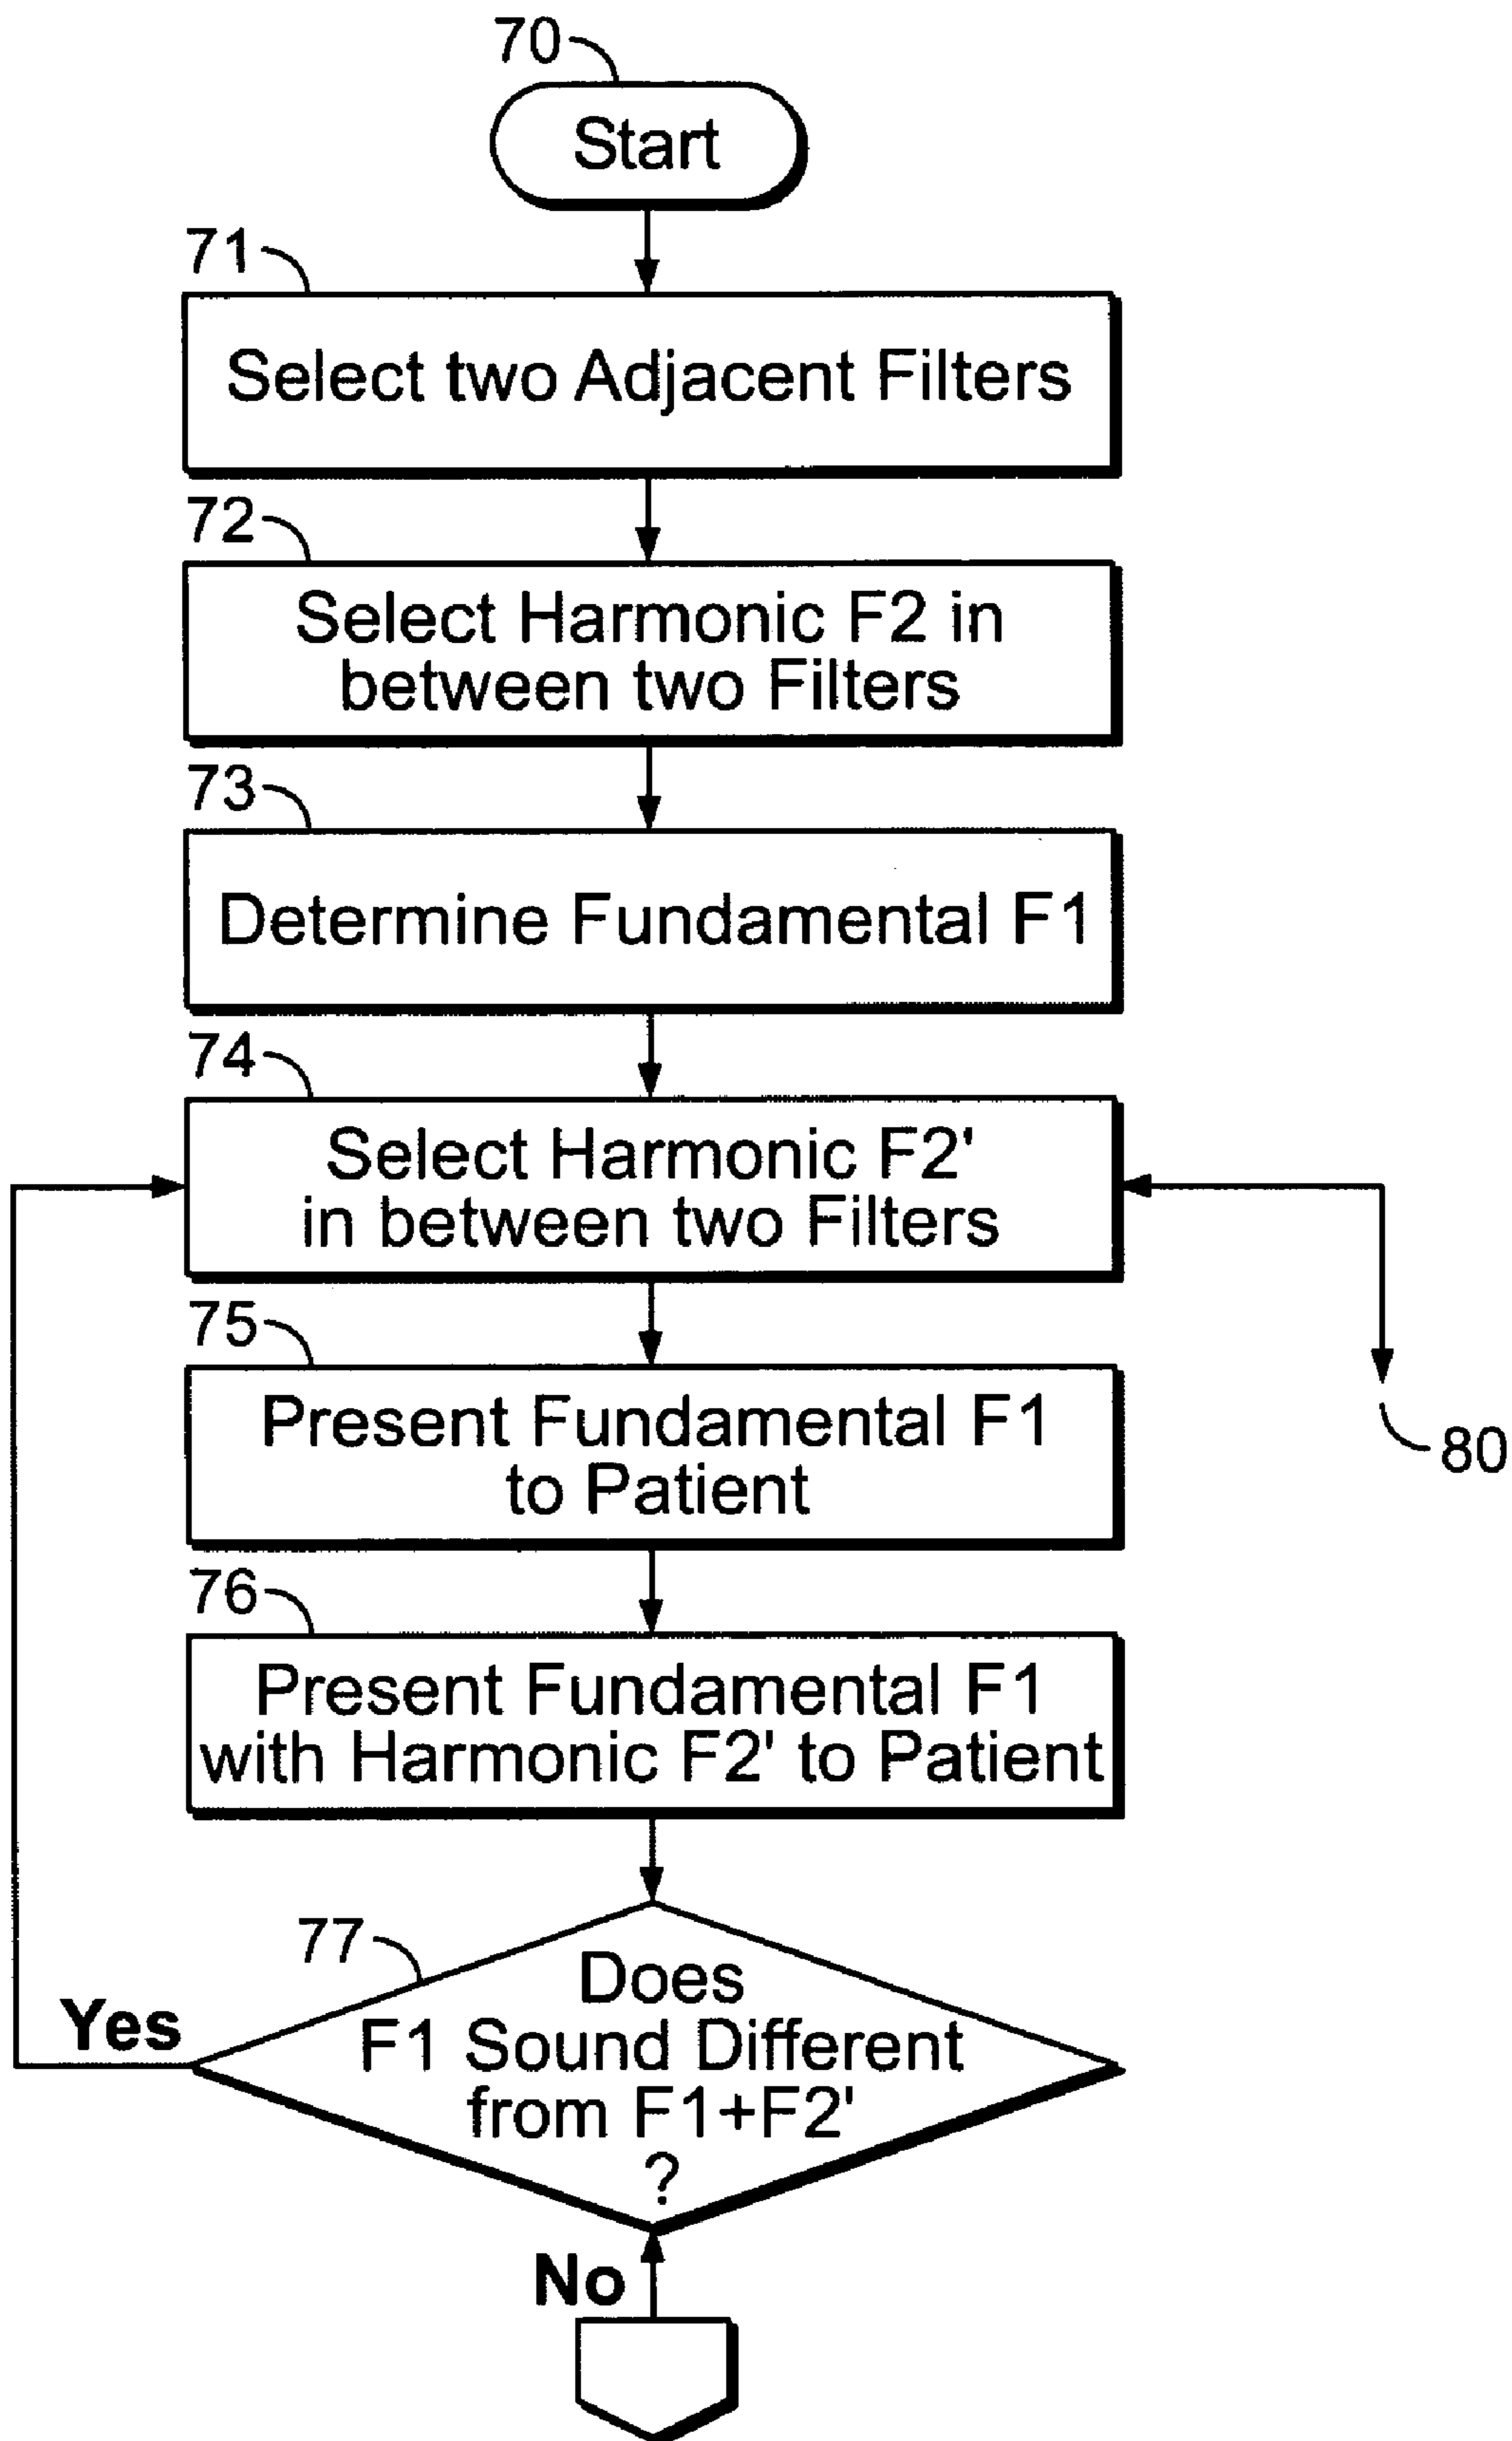 70
Start
71
Select two Adjacent Filters
72
Select Harmonic F2 in
between two Filters
73
Determine Fundamental F1
74
Select Harmonic F2'
in between two Filters
75
Present Fundamental F1
to Patient
80
76
Present Fundamental F1
with Harmonic F2' to Patient
77
Does
F1 Sound Different
from F1+F2'
?
Yes
No